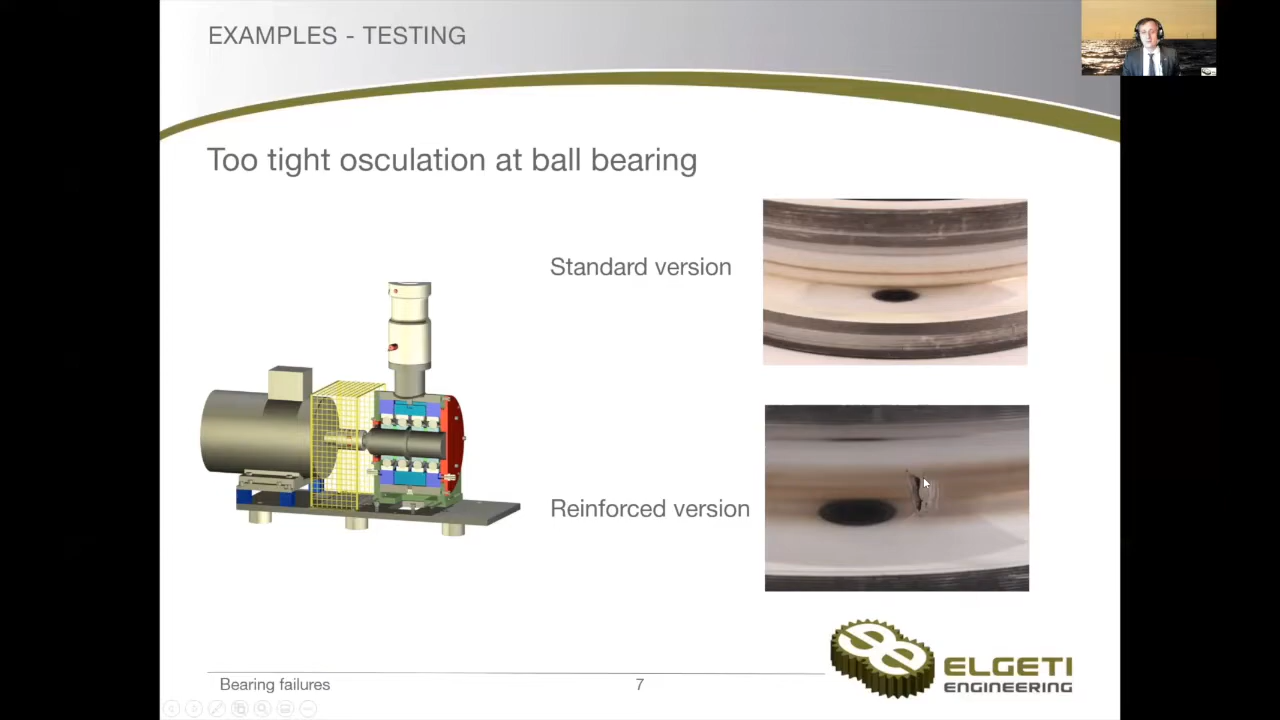 EXAMPLES - TESTING
Too tight osculation at ball bearing
Standard version
Reinforced version
ELGETI
ENGINEERING
Bearing failures
7